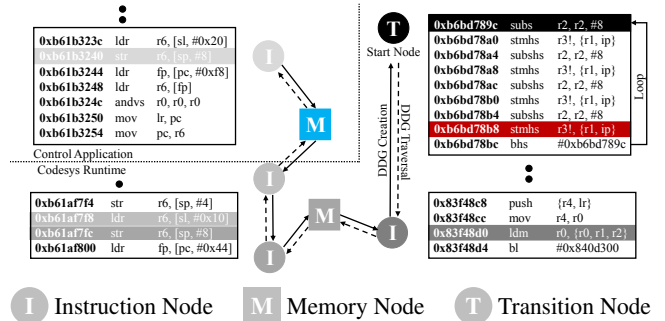 0xb61b323c ldr r6, [sl, #0x20]
0xb61b3240 str r6, [sp, #8]
0xb61b3244 ldr fp, [pc, #0xf8]
0xb61b3248 ldr r6, [fp]
0xb61b324c andvs r0, r0, r0
0xb61b3250 mov lr, pc
0xb61b3254 mov pc, r6
Control Application
Codesys Runtime
0xb61af7f4 str r6, [sp, #4]
0xb61af7f8 ldr r6, [sl, #0x10]
0xb61af7fc str r6, [sp, #8]
0xb61af800 ldr fp, [pc, #0x44]
I
M
I
I
M
I
T
Start Node
DDG Creation
DDG Traversal
0xb6bd789c subs r2, r2, #8
0xb6bd78a0 stmhs r3!, {r1, ip}
0xb6bd78a4 subshs r2, r2, #8
0xb6bd78a8 stmhs r3!, {r1, ip}
0xb6bd78ac subshs r2, r2, #8
0xb6bd78b0 stmhs r3!, {r1, ip}
0xb6bd78b4 subshs r2, r2, #8
0xb6bd78b8 stmhs r3!, {r1, ip}
0xb6bd78bc bhs #0xb6bd789c
Loop
0x83f48c8 push {r4, lr}
0x83f48cc mov r4, r0
0x83f48d0 ldm r0, {r0, r1, r2}
0x83f48d4 bl #0x840d300
I Instruction Node
M Memory Node
T Transition Node